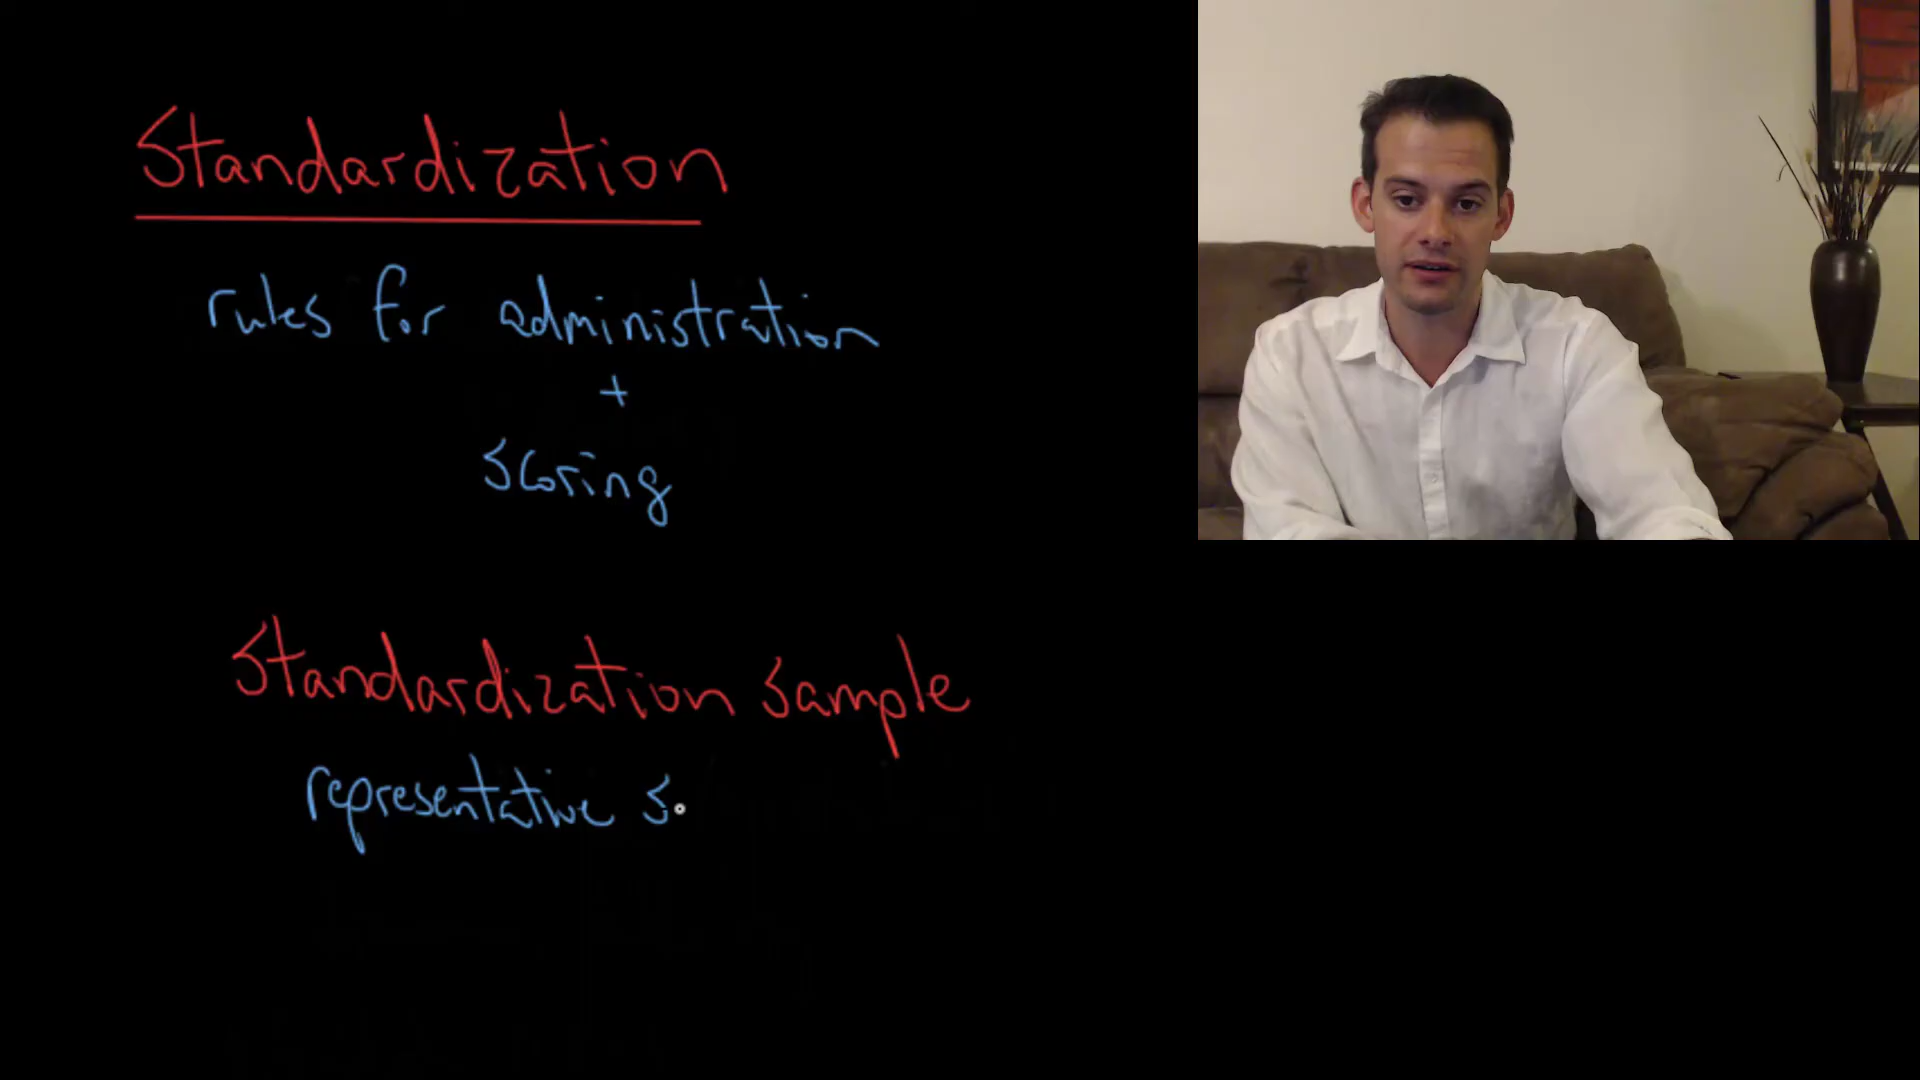 Standardization
rules for administration
+
scoring
Standardization Sample
representative s